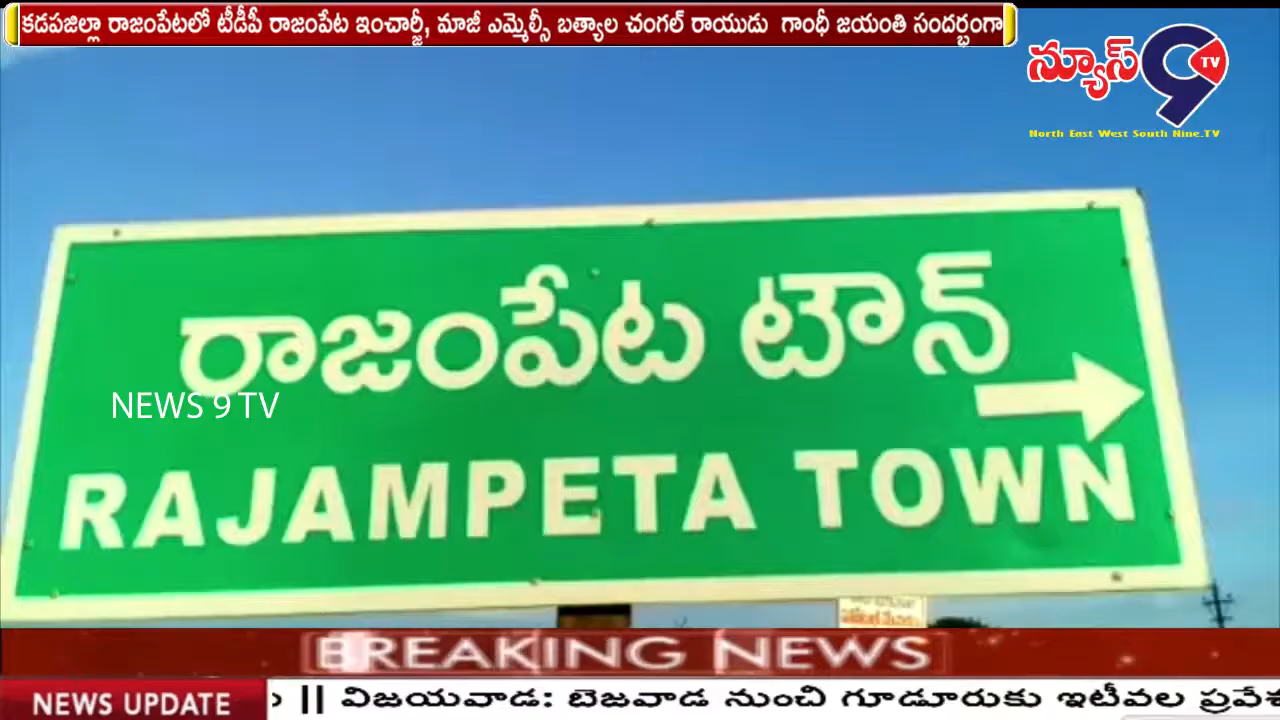 కడపజిల్లా రాజంపేటలో టీడీపీ రాజంపేట ఇంచార్జీ, మాజీ ఎమ్మెల్సీ బత్యాల చంగల్ రాయుడు గాంధీ జయంతి సందర్భంగా
న్యూస్ 9 TV
North East West South Nine.TV
రాజంపేట టౌన్
NEWS 9 TV
RAJAMPETA TOWN
BREAKING NEWS
NEWS UPDATE || విజయవాడ: బెజవాడ నుంచి గూడూరుకు ఇటీవల